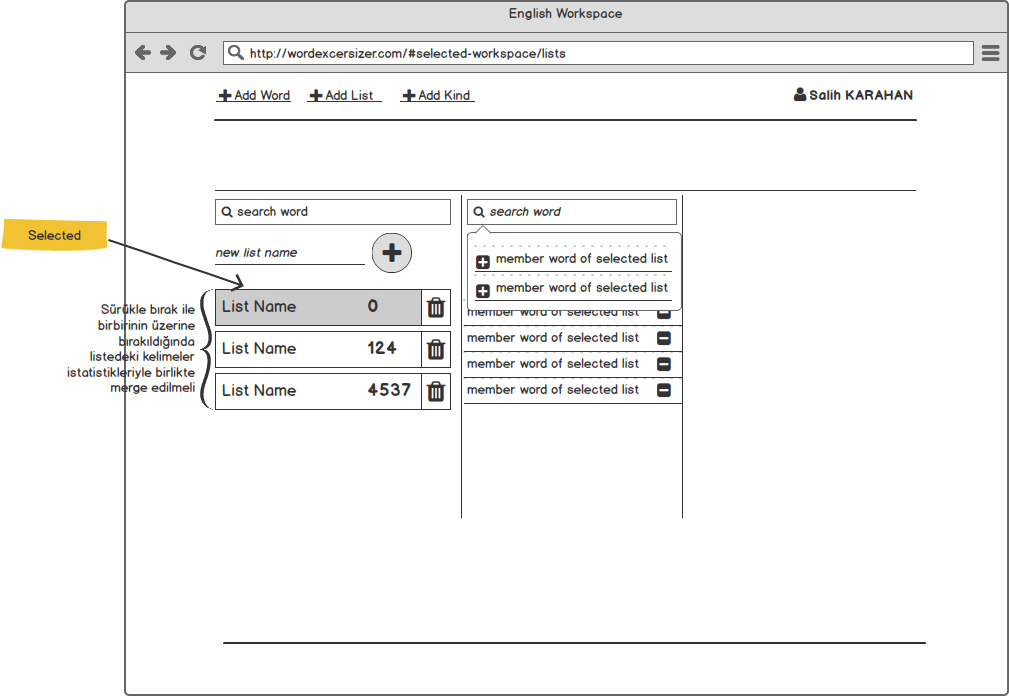 English Workspace
http://wordexcersizer.com/#selected-workspace/lists
Add Word Add List Add Kind
Salih KARAHAN
search word
new list name
Selected
List Name 0
List Name 124
List Name 4537
Sürükle bırak ile
birbirinin üzerine
bırakıldığında
listedeki kelimeler
istatistikleriyle birlikte
merge edilmeli
search word
member word of selected list
member word of selected list
member word of selected list
member word of selected list
member word of selected list
member word of selected list